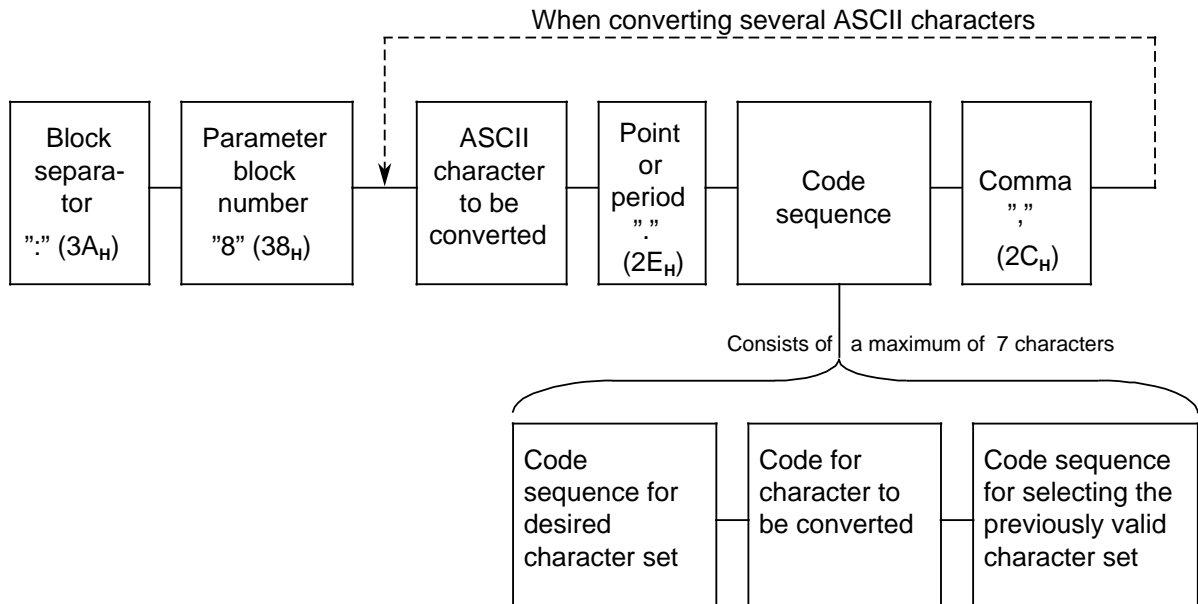 When converting several ASCII characters
Block
separa-
tor
”:” (3AH)
Parameter
block
number
”8” (38H)
ASCII
character
to be
converted
Point
or
period
”.”
(2EH)
Code
sequence
Comma
”,”
(2CH)
Consists of a maximum of 7 characters
Code
sequence for
desired
character set
Code for
character to
be converted
Code sequence
for selecting the
previously valid
character set